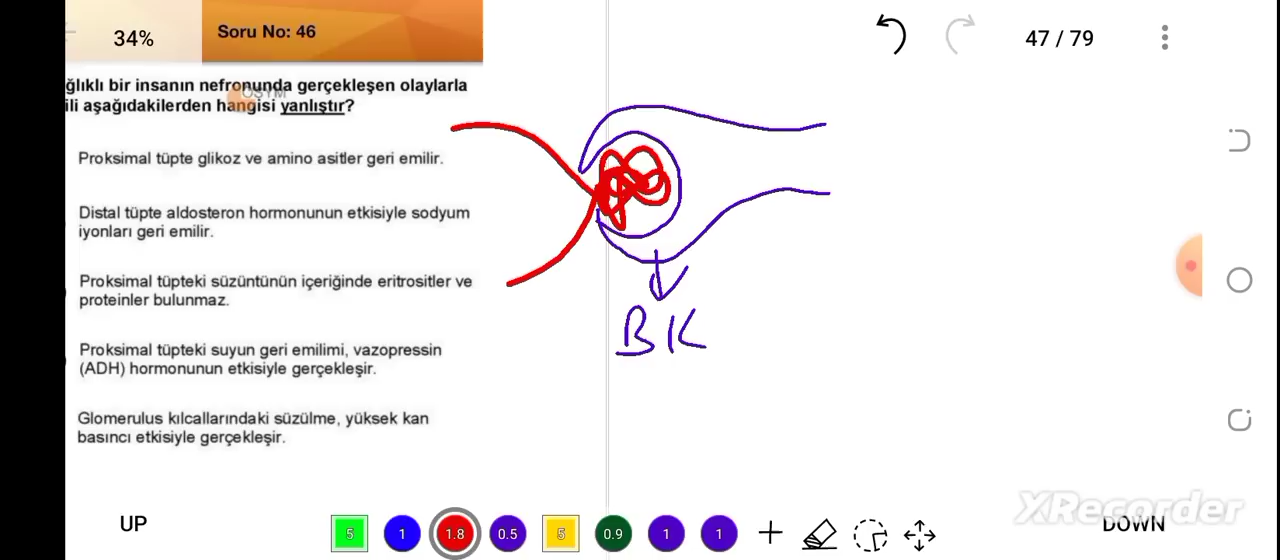 34%
Soru No: 46
47 / 79
ğlıklı bir insanın nefronunda gerçekleşen olaylarla
ili aşağıdakilerden hangisi yanlıştır?
ÖSYM
Proksimal tüpte glikoz ve amino asitler geri emilir.
Distal tüpte aldosteron hormonunun etkisiyle sodyum
iyonları geri emilir.
Proksimal tüpteki süzüntünün içeriğinde eritrositler ve
proteinler bulunmaz.
Proksimal tüpteki suyun geri emilimi, vazopressin
(ADH) hormonunun etkisiyle gerçekleşir.
Glomerulus kılcallarındaki süzülme, yüksek kan
basıncı etkisiyle gerçekleşir.
BK
UP
5
1
1.8
0.5
5
0.9
1
1
DOWN
XRecorder